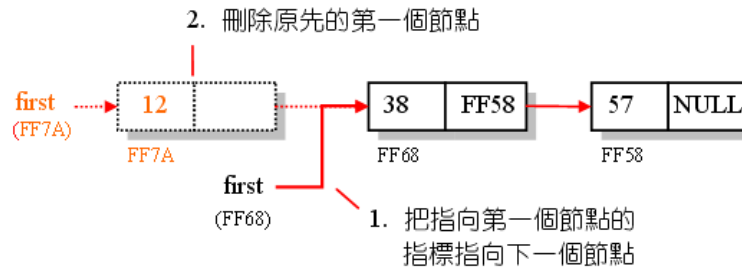 2. 刪除原先的第一個節點
first
(FF7A)
12
FF7A
38 FF58
FF68
57 NULL
FF58
first
(FF68)
1. 把指向第一個節點的
指標指向下一個節點